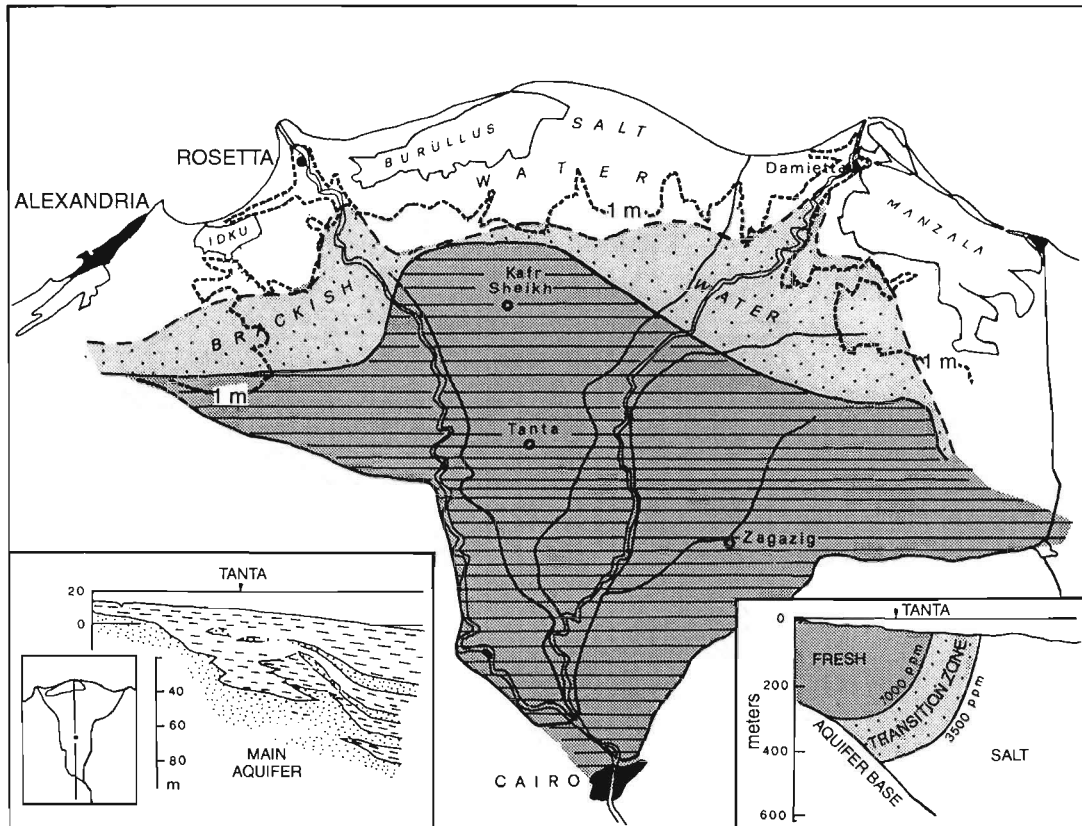 ROSETTA
ALEXANDRIA
BURÜLLUS
SALT
WATER
Damietta
1 m
MANZALA
IDKU
Kafr
Sheikh
BRACKISH
WATER
1 m
1 m
Tanta
Zagazig
CAIRO
TANTA
20
0
40
60
80
m
MAIN
AQUIFER
TANTA
0
200
400
600
meters
FRESH
1000 ppm
TRANSITION ZONE
3500 ppm
SALT
AQUIFER BASE